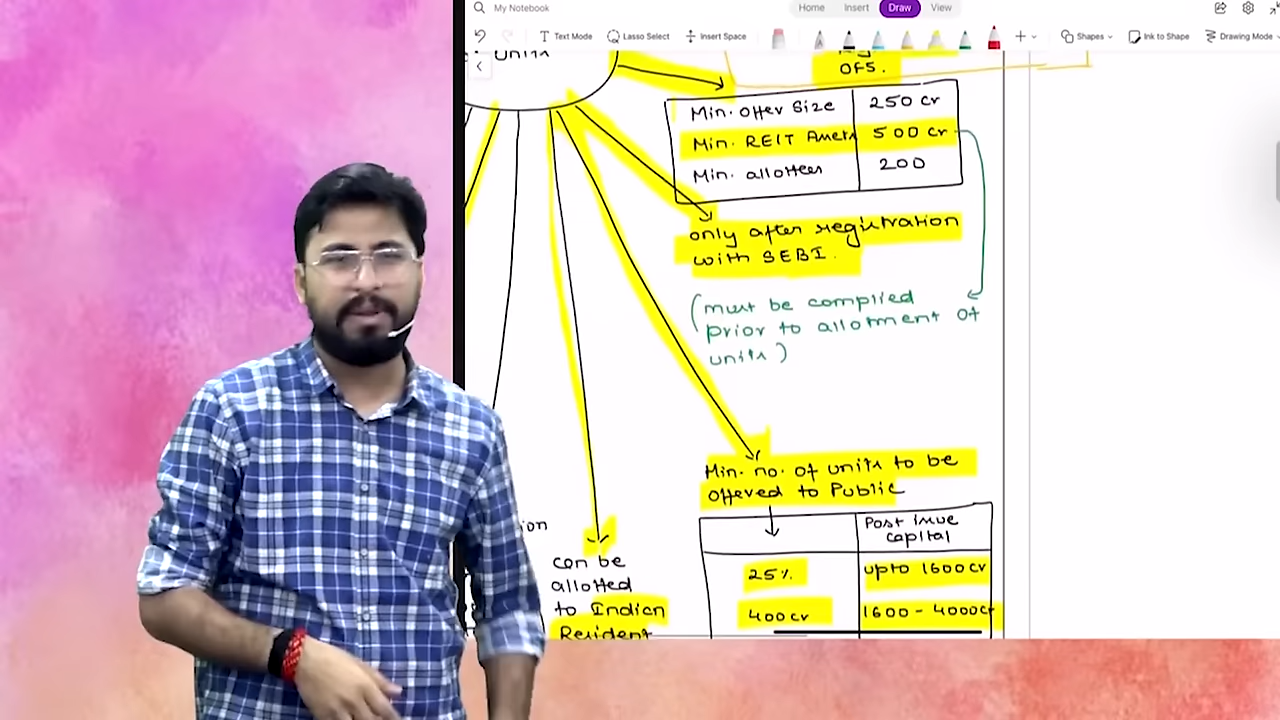 My Notebook
Home Insert Draw View
Text Mode Lasso Select Insert Space Shapes Ink to Shape Drawing Mode
Units
OFS.
Min. Offer Size 250 Cr
Min. REIT Assets 500 Cr
Min. allottees 200
only after registration
with SEBI.
(must be complied
prior to allotment of
units)
Min. no. of units to be
offered to Public
Post issue
capital
25% upto 1600 cr
400 cr 1600 - 4000 cr
ion
can be
allotted
to Indian
Resident